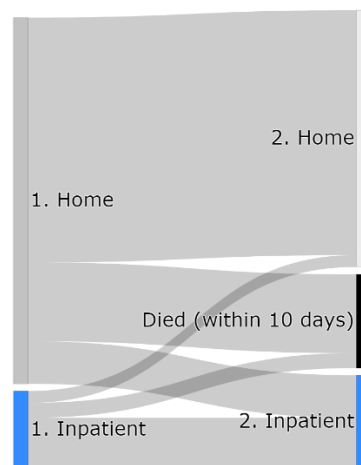 2. Home
1. Home
Died (within 10 days)
2. Inpatient
1. Inpatient